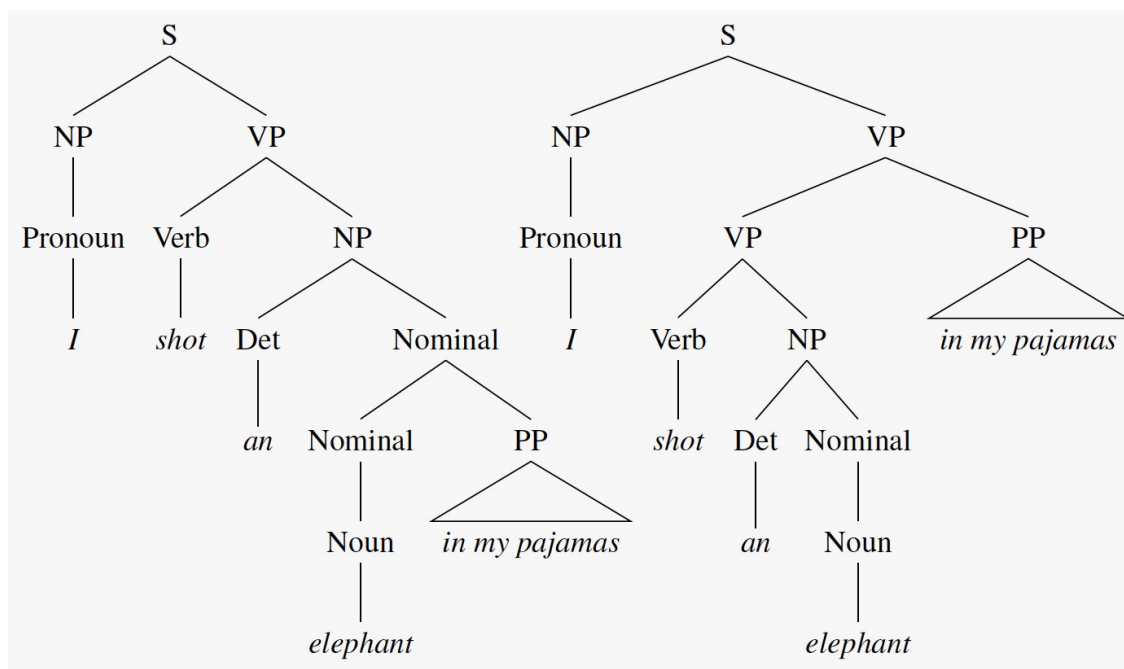 S S
NP VP NP VP
Pronoun Verb NP Pronoun VP PP
I shot Det Nominal I Verb NP in my pajamas
an Nominal PP shot Det Nominal
Noun in my pajamas an Noun
elephant elephant